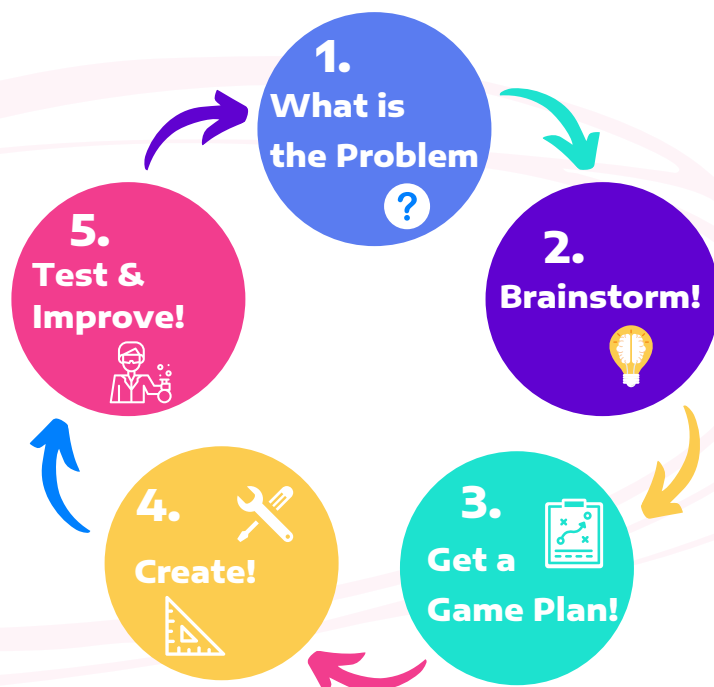 1.
What is
the Problem
?
2.
Brainstorm!
3.
Get a
Game Plan!
4.
Create!
5.
Test &
Improve!